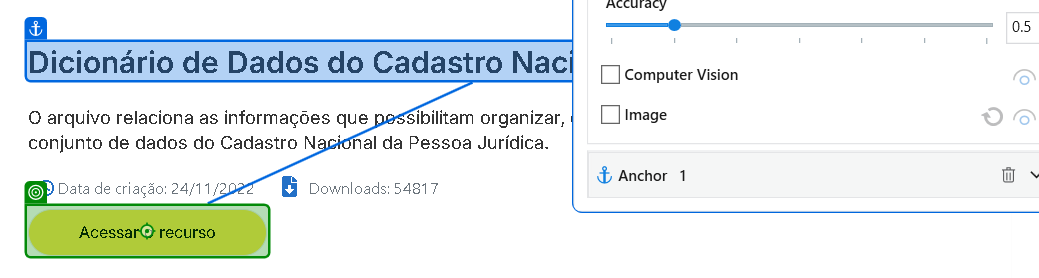 Accuracy
0.5
Dicionário de Dados do Cadastro Naci
Computer Vision
Image
O arquivo relaciona as informações que possibilitam organizar,
conjunto de dados do Cadastro Nacional da Pessoa Jurídica.
Anchor 1
Data de criação: 24/11/2022 Downloads: 54817
Acessar o recurso